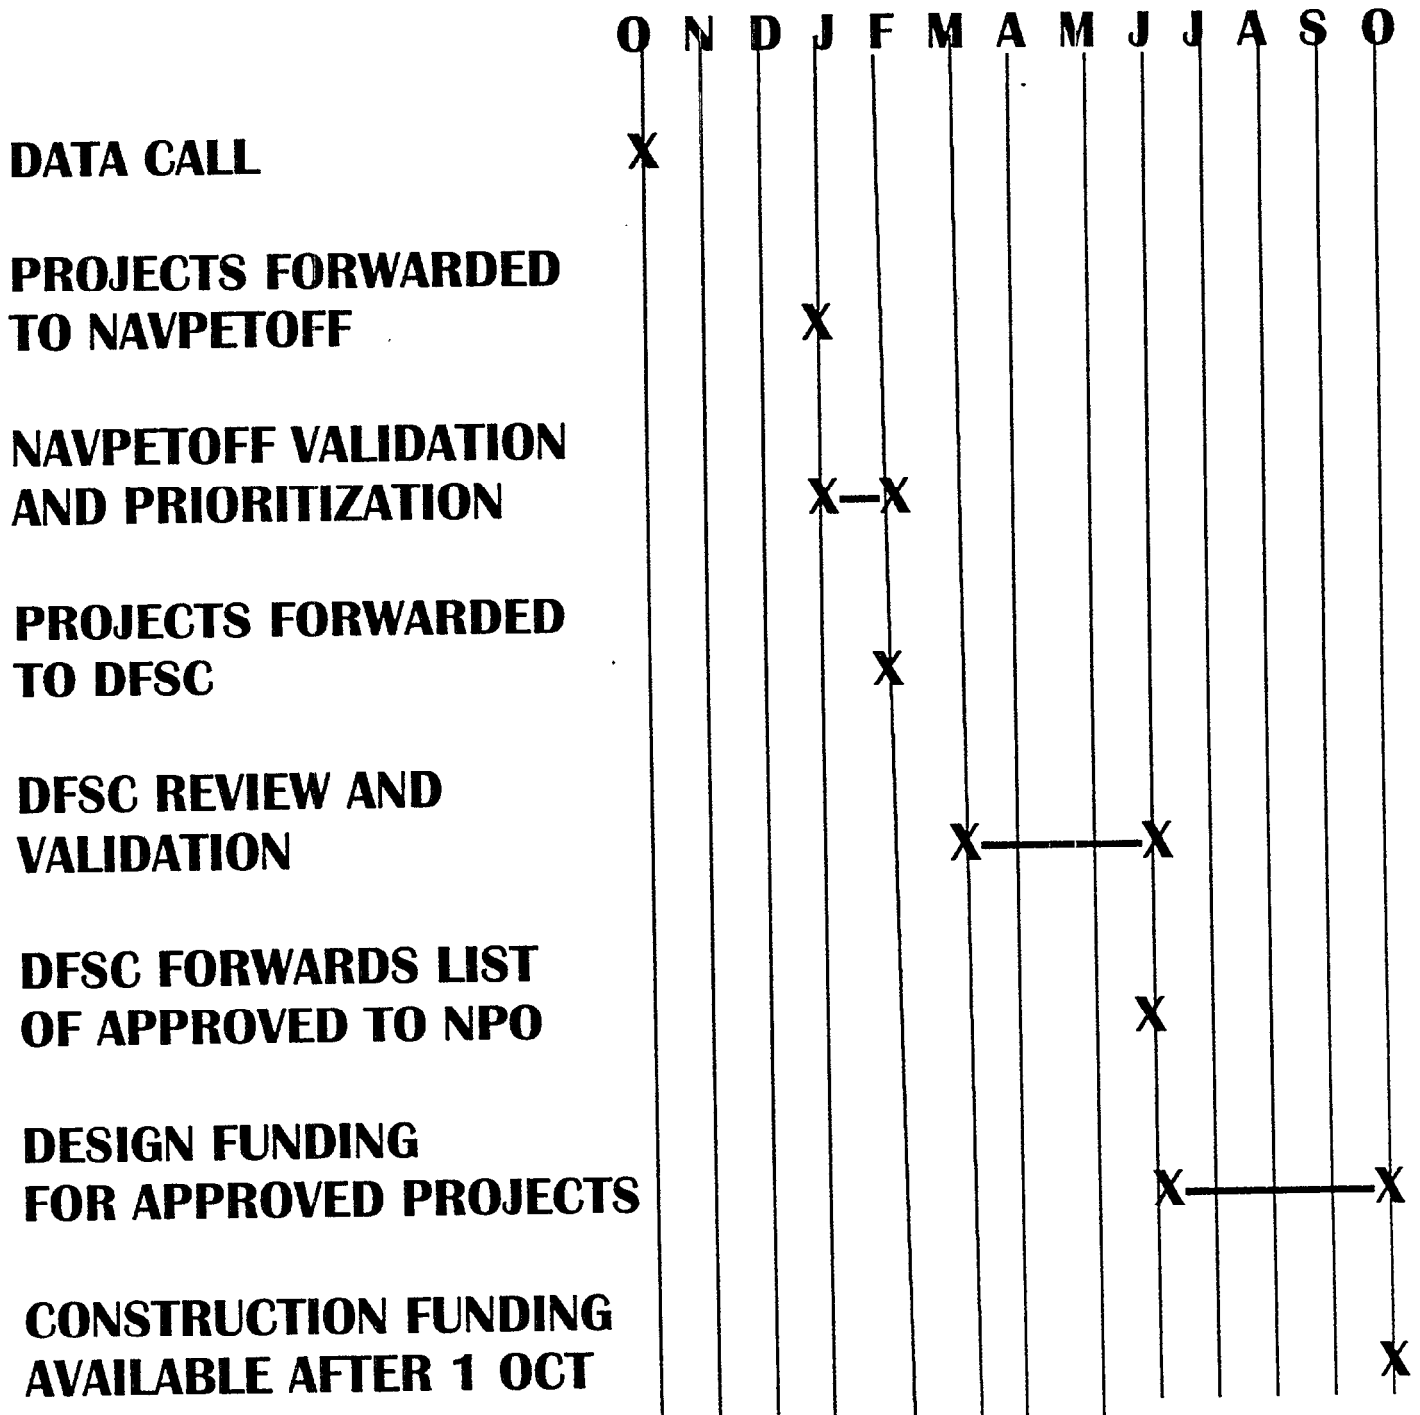 O N D J F M A M J J A S O
DATA CALL X
PROJECTS FORWARDED
TO NAVPETOFF X
NAVPETOFF VALIDATION
AND PRIORITIZATION X X
PROJECTS FORWARDED
TO DFSC X
DFSC REVIEW AND
VALIDATION X X
DFSC FORWARDS LIST
OF APPROVED TO NPO X
DESIGN FUNDING
FOR APPROVED PROJECTS X X
CONSTRUCTION FUNDING
AVAILABLE AFTER 1 OCT X